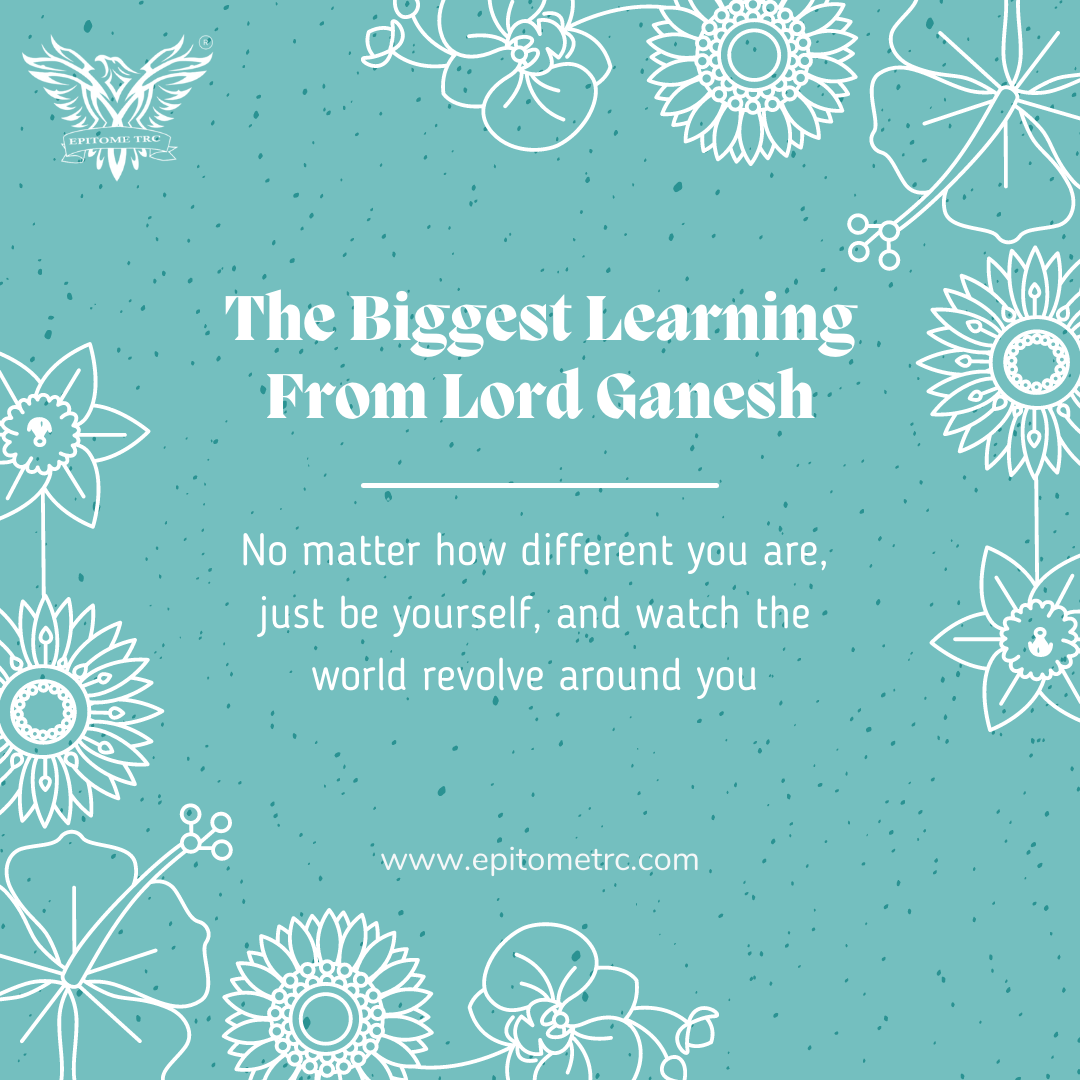 ®
EPITOME TRC
The Biggest Learning
From Lord Ganesh
No matter how different you are,
just be yourself, and watch the
world revolve around you
www.epitometrc.com